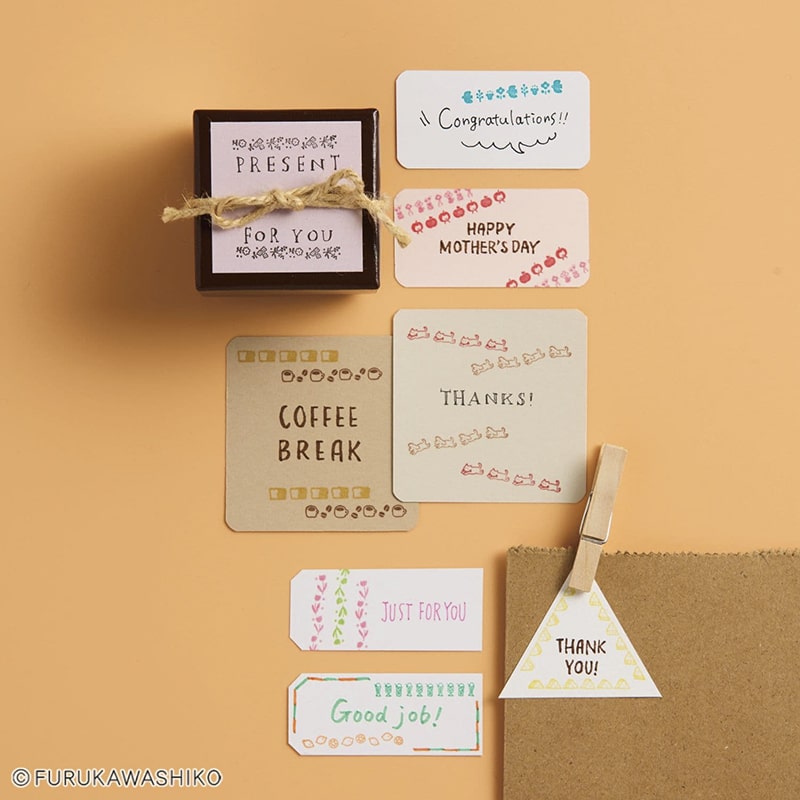 PRESENT
FOR YOU
Congratulations!!
HAPPY
MOTHER'S DAY
COFFEE
BREAK
THANKS!
JUST FOR YOU
THANK
YOU!
Good job!
©FURUKAWASHIKO